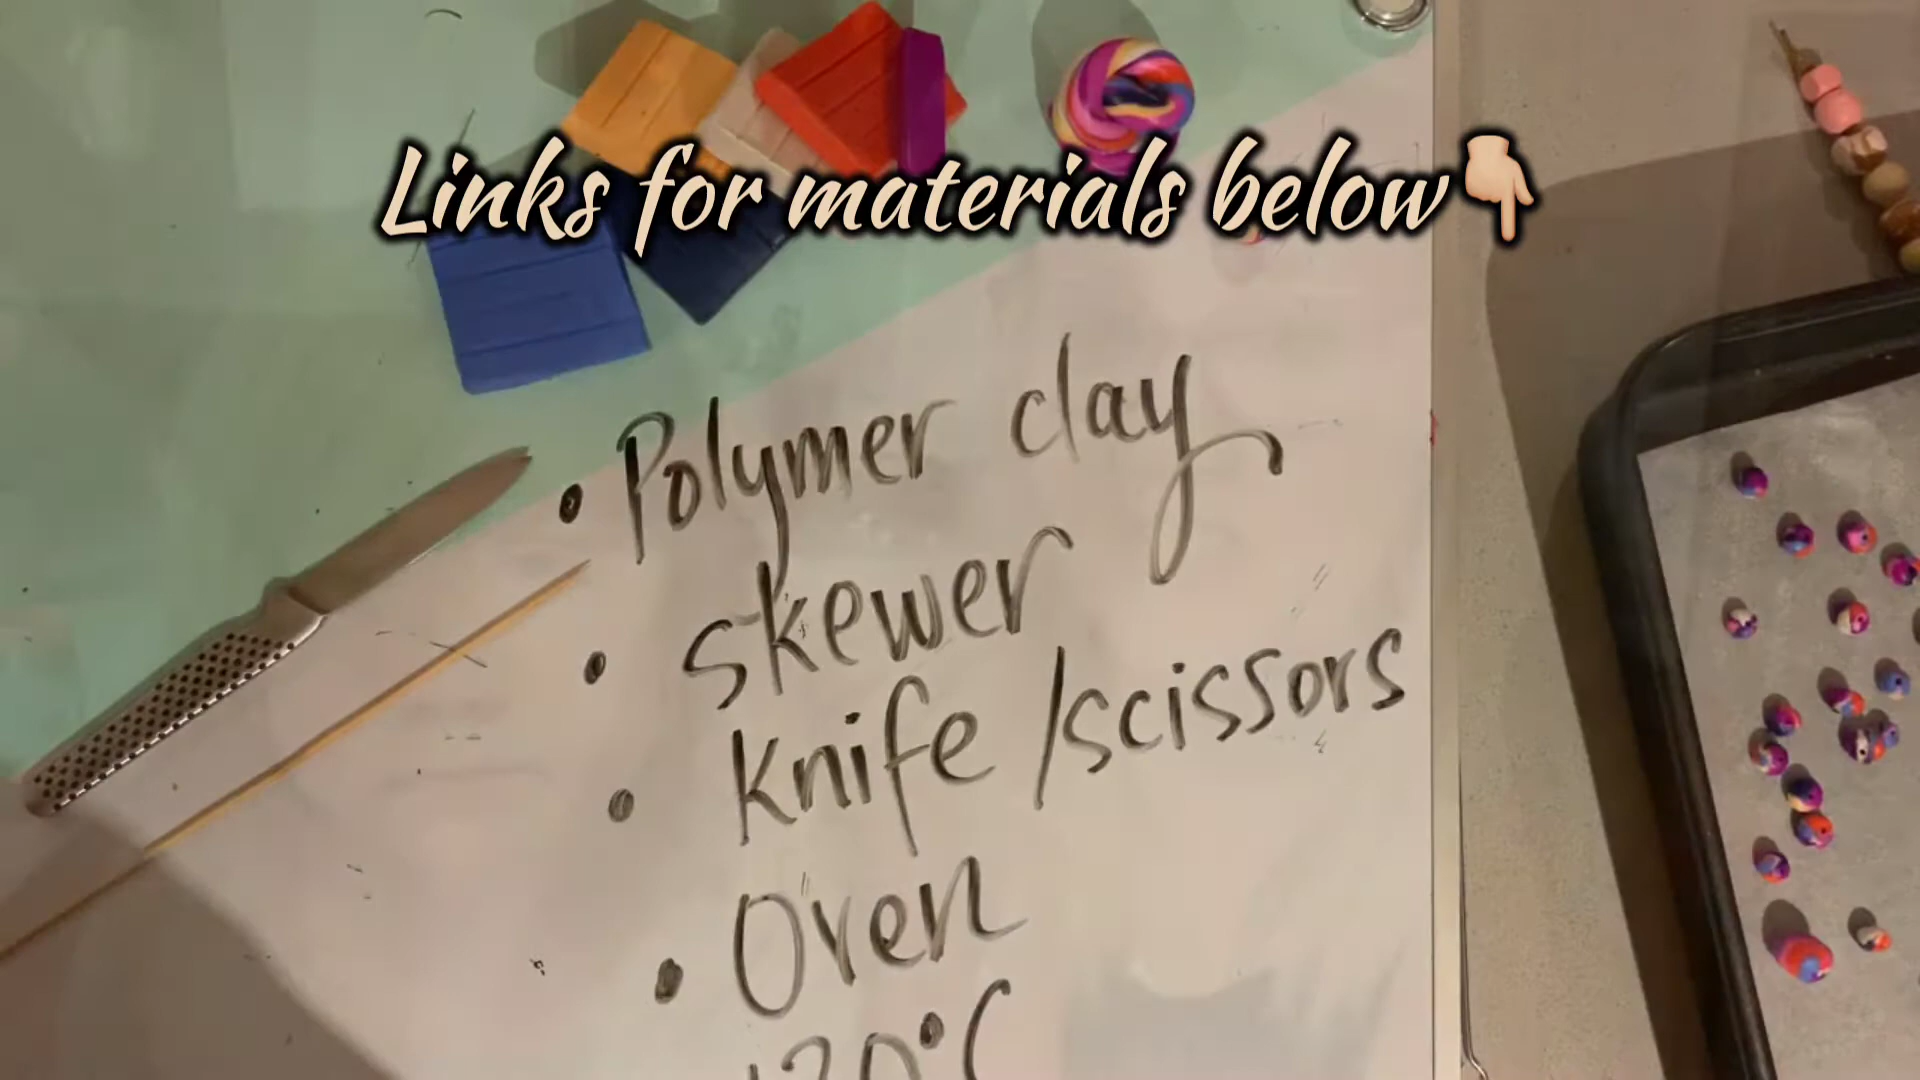 Links for materials below👇🏻
• Polymer clay
• skewer
• knife/scissors
• Oven